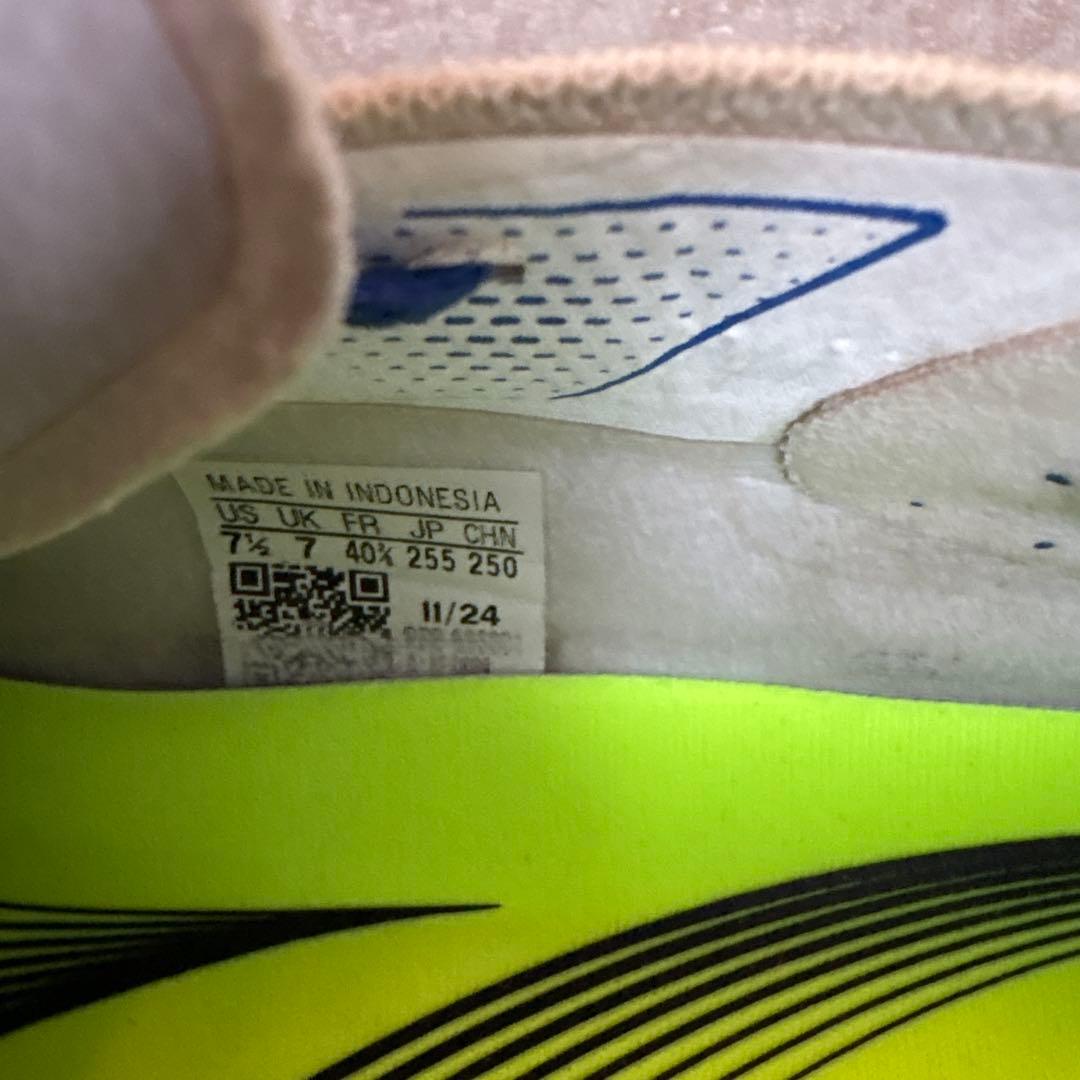 MADE IN INDONESIA
US UK FR JP CHN
7½ 7 40⅔ 255 250
11/24